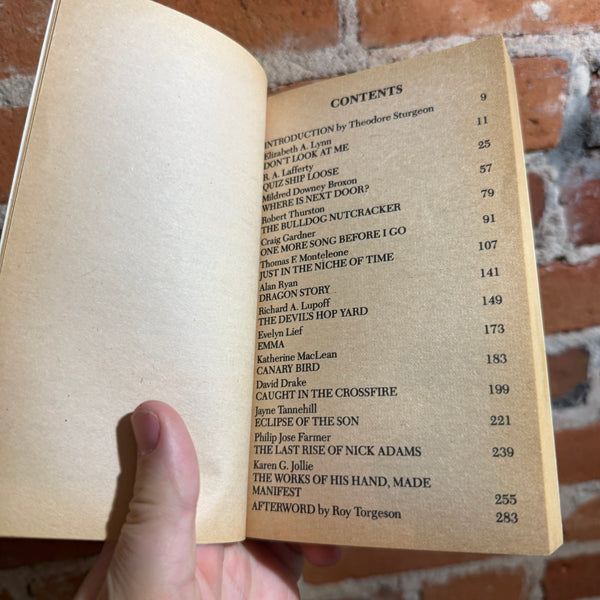 CONTENTS
INTRODUCTION by Theodore Sturgeon 9
Elizabeth A. Lynn
DON'T LOOK AT ME 11
R. A. Lafferty
QUIZ SHIP LOOSE 25
Mildred Downey Broxon
WHERE IS NEXT DOOR? 57
Robert Thurston
THE BULLDOG NUTCRACKER 79
Craig Gardner
ONE MORE SONG BEFORE I GO 91
Thomas F. Monteleone
JUST IN THE NICHE OF TIME 107
Alan Ryan
DRAGON STORY 141
Richard A. Lupoff
THE DEVIL'S HOP YARD 149
Evelyn Lief
EMMA 173
Katherine MacLean
CANARY BIRD 183
David Drake
CAUGHT IN THE CROSSFIRE 199
Jayne Tannehill
ECLIPSE OF THE SON 221
Philip Jose Farmer
THE LAST RISE OF NICK ADAMS 239
Karen G. Jollie
THE WORKS OF HIS HAND, MADE
MANIFEST 255
AFTERWORD by Roy Torgeson 283